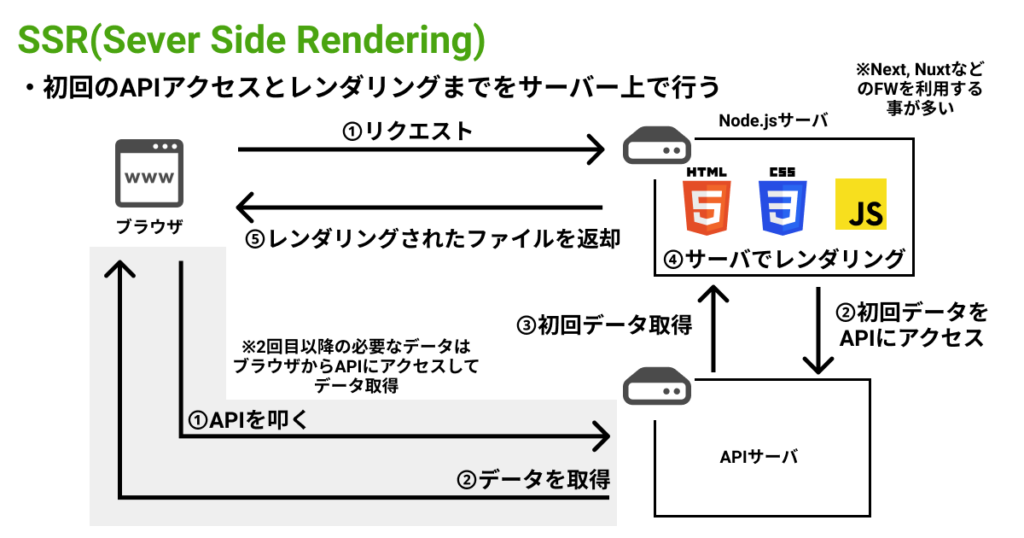 SSR(Sever Side Rendering)
・初回のAPIアクセスとレンダリングまでをサーバー上で行う
※Next, Nuxtなど
のFWを利用する
事が多い
①リクエスト
Node.jsサーバ
www
ブラウザ
HTML
5
CSS
3
JS
⑤レンダリングされたファイルを返却
④サーバでレンダリング
③初回データ取得
②初回データを
APIにアクセス
※2回目以降の必要なデータは
ブラウザからAPIにアクセスして
データ取得
①APIを叩く
②データを取得
APIサーバ